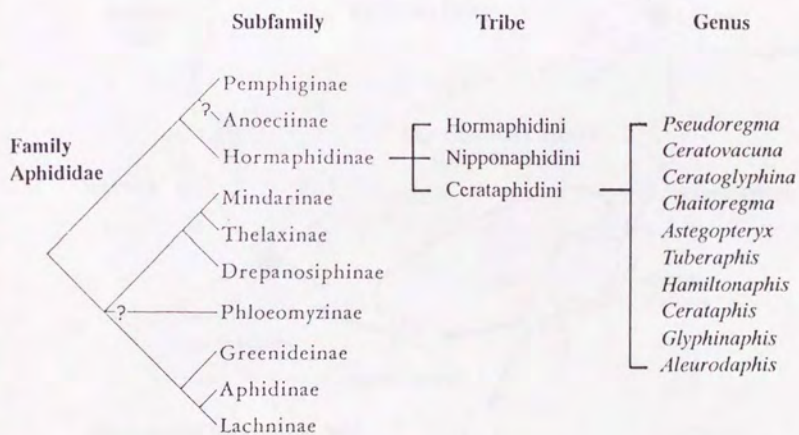 Subfamily Tribe Genus
Pemphiginae
?
Anoeciinae
Hormaphidinae
Mindarinae
Thelaxinae
Drepanosiphinae
?
Phloeomyzinae
Greenideinae
Aphidinae
Lachninae
Family
Aphididae
Hormaphidini
Nipponaphidini
Cerataphidini
Pseudoregma
Ceratovacuna
Ceratoglyphina
Chaitoregma
Astegopteryx
Tuberaphis
Hamiltonaphis
Cerataphis
Glyphinaphis
Aleurodaphis